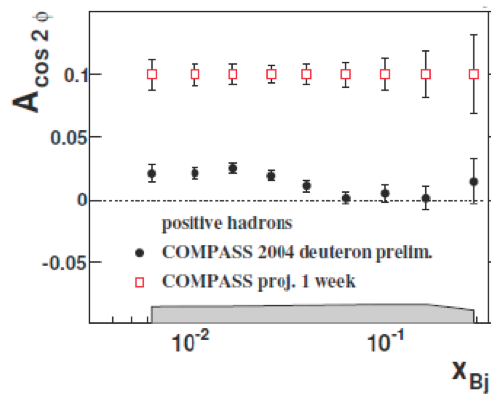 A cos 2 ϕ
0.1
0.05
0
-0.05
positive hadrons
COMPASS 2004 deuteron prelim.
COMPASS proj. 1 week
10-2
10-1
x Bj